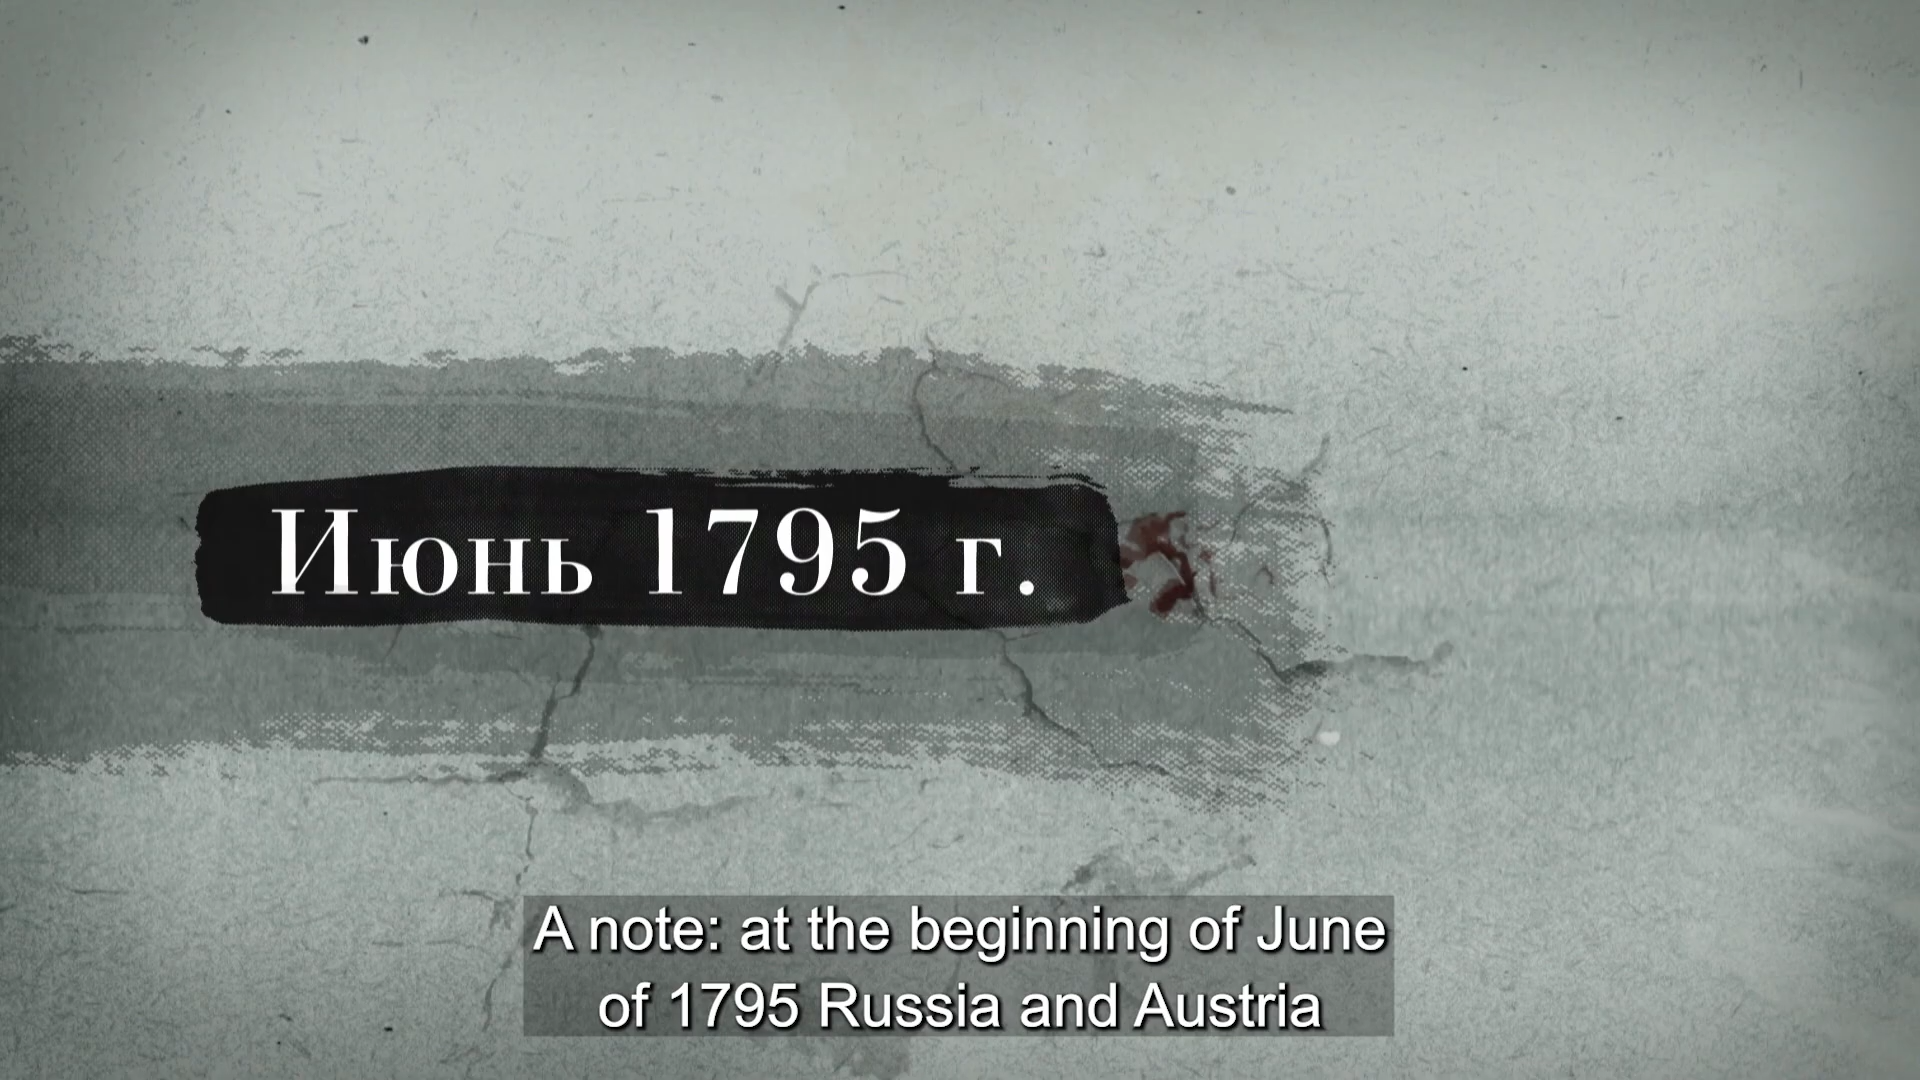 Июнь 1795 г.
A note: at the beginning of June
of 1795 Russia and Austria